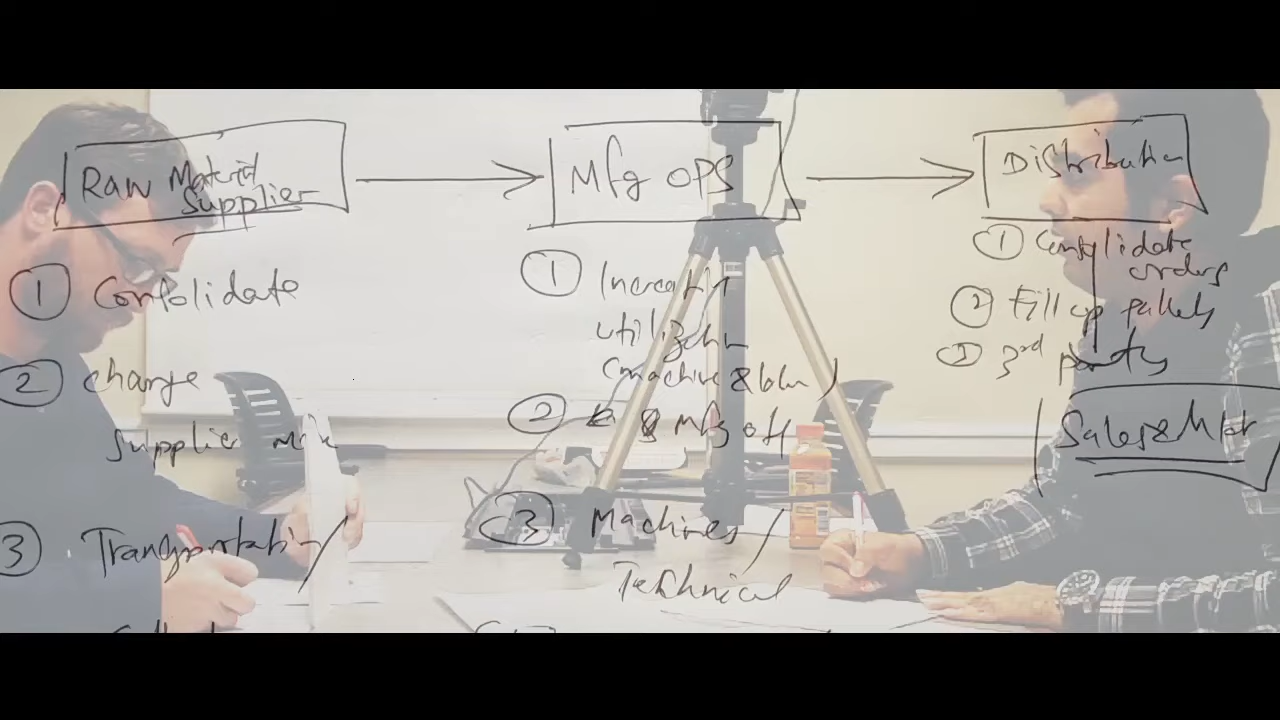 Raw Material
Supplier
Mfg OPS
Distribution
1 Consolidate
2 change
supplier
3 Transportation/
1 Increasing
utilization
(machine & labor)
2 & Mfg off
3 Machines/
Technical
1 Consolidate
orders
2 Fill up pallets
3 3rd party
Sales & Mkt